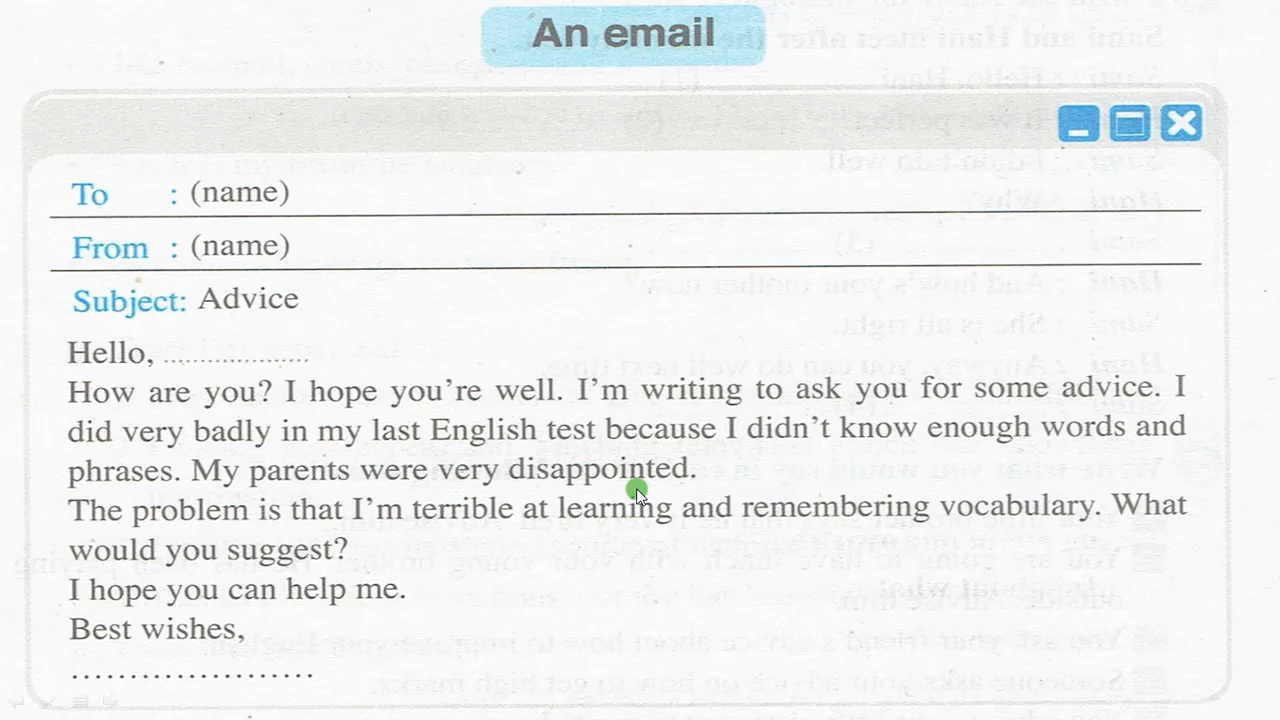 An email
To : (name)
From : (name)
Subject: Advice
Hello, ....................
How are you? I hope you're well. I'm writing to ask you for some advice. I
did very badly in my last English test because I didn't know enough words and
phrases. My parents were very disappointed.
The problem is that I'm terrible at learning and remembering vocabulary. What
would you suggest?
I hope you can help me.
Best wishes,
......................